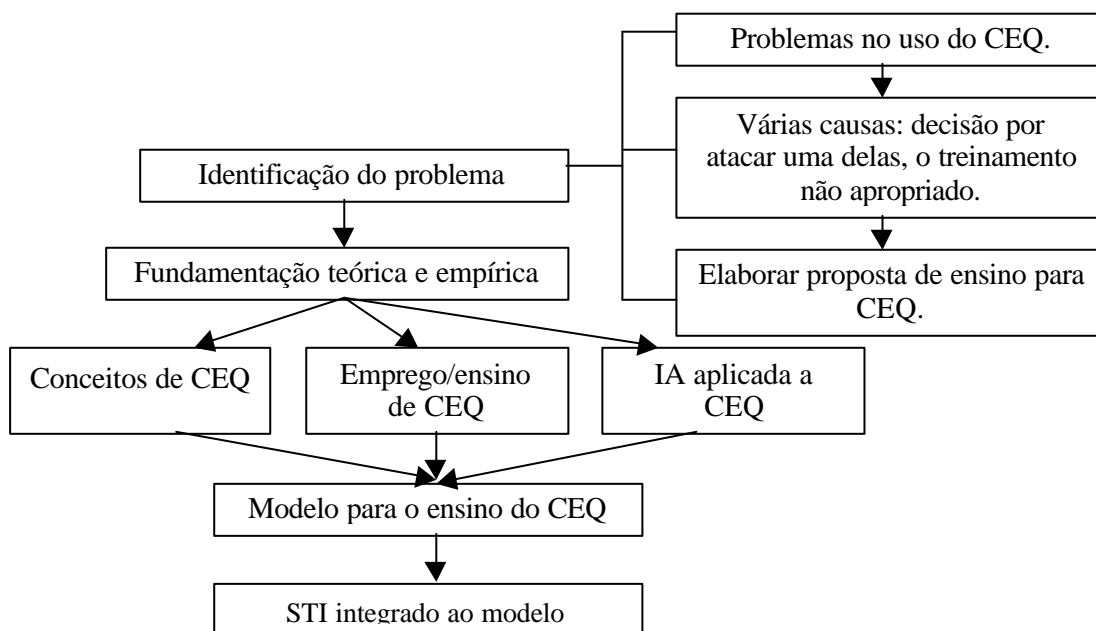 Problemas no uso do CEQ.
Várias causas: decisão por
atacar uma delas, o treinamento
não apropriado.
Identificação do problema
Elaborar proposta de ensino para
CEQ.
Fundamentação teórica e empírica
Conceitos de CEQ
Emprego/ensino
de CEQ
IA aplicada a
CEQ
Modelo para o ensino do CEQ
STI integrado ao modelo